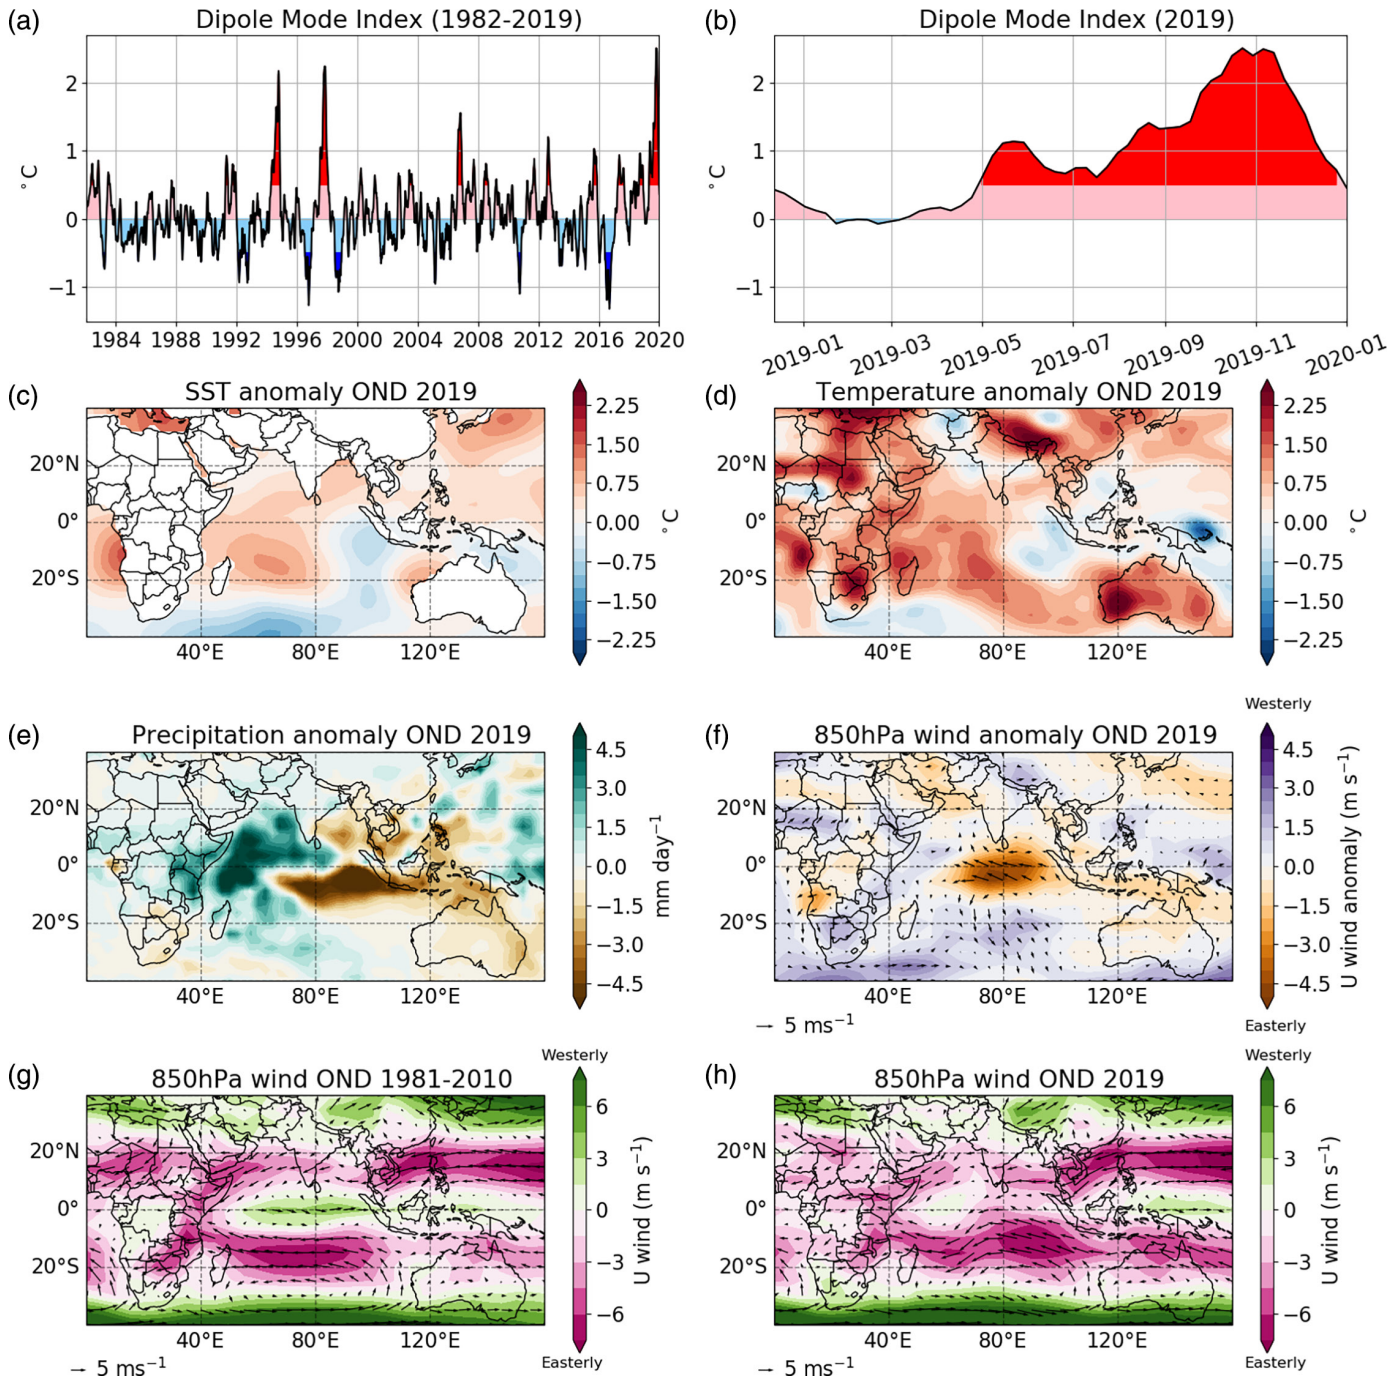 (a) Dipole Mode Index (1982-2019)
°C
2
1
0
−1
1984 1988 1992 1996 2000 2004 2008 2012 2016 2020
(b) Dipole Mode Index (2019)
°C
2
1
0
−1
2019-01 2019-03 2019-05 2019-07 2019-09 2019-11 2020-01
(c) SST anomaly OND 2019
20°N
0°
20°S
40°E 80°E 120°E
2.25
1.50
0.75
0.00
−0.75
−1.50
−2.25
°C
(d) Temperature anomaly OND 2019
20°N
0°
20°S
40°E 80°E 120°E
2.25
1.50
0.75
0.00
−0.75
−1.50
−2.25
°C
(e) Precipitation anomaly OND 2019
20°N
0°
20°S
40°E 80°E 120°E
4.5
3.0
1.5
0.0
−1.5
−3.0
−4.5
mm day⁻¹
(f) 850hPa wind anomaly OND 2019
20°N
0°
20°S
40°E 80°E 120°E
→ 5 ms⁻¹
Westerly
4.5
3.0
1.5
0.0
−1.5
−3.0
−4.5
Easterly
U wind anomaly (m s⁻¹)
(g) 850hPa wind OND 1981-2010
20°N
0°
20°S
40°E 80°E 120°E
→ 5 ms⁻¹
Westerly
6
3
0
−3
−6
Easterly
U wind (m s⁻¹)
(h) 850hPa wind OND 2019
20°N
0°
20°S
40°E 80°E 120°E
→ 5 ms⁻¹
Westerly
6
3
0
−3
−6
Easterly
U wind (m s⁻¹)